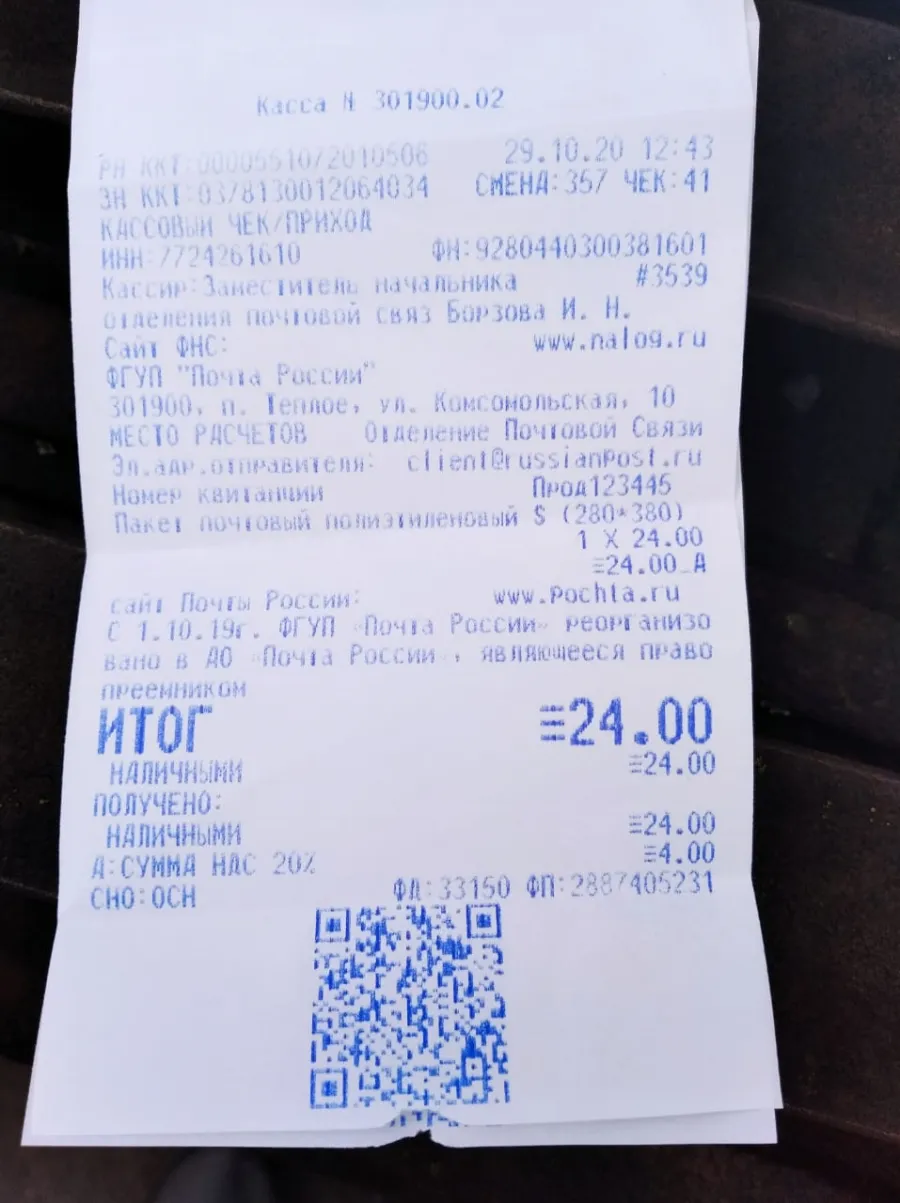 Касса № 301900.02
РН ККТ:0000551072010508 29.10.20 12:43
ЗН ККТ:0378130012064034 СМЕНА:357 ЧЕК:41
КАССОВЫЙ ЧЕК/ПРИХОД
ИНН:7724261610 ФН:9280440300381601
Кассир:Заместитель начальника #3539
отделения почтовой связ Борзова И. Н.
Сайт ФНС: www.nalog.ru
ФГУП "Почта России"
301900, п. Теплое, ул. Комсомольская, 10
МЕСТО РАСЧЕТОВ Отделение Почтовой Связи
Эл.адр.отправителя: client@russianpost.ru
Номер квитанции Прод123445
Пакет почтовый полиэтиленовый S (280*380)
1 X 24.00
≡24.00_А
сайт Почты России: www.pochta.ru
С 1.10.19г. ФГУП «Почта России» реорганизо
вано в АО «Почта России», являющееся право
преемником
ИТОГ ≡24.00
НАЛИЧНЫМИ ≡24.00
ПОЛУЧЕНО:
НАЛИЧНЫМИ ≡24.00
А:СУММА НДС 20% ≡4.00
СНО:ОСН ФД:33150 ФП:2887405231